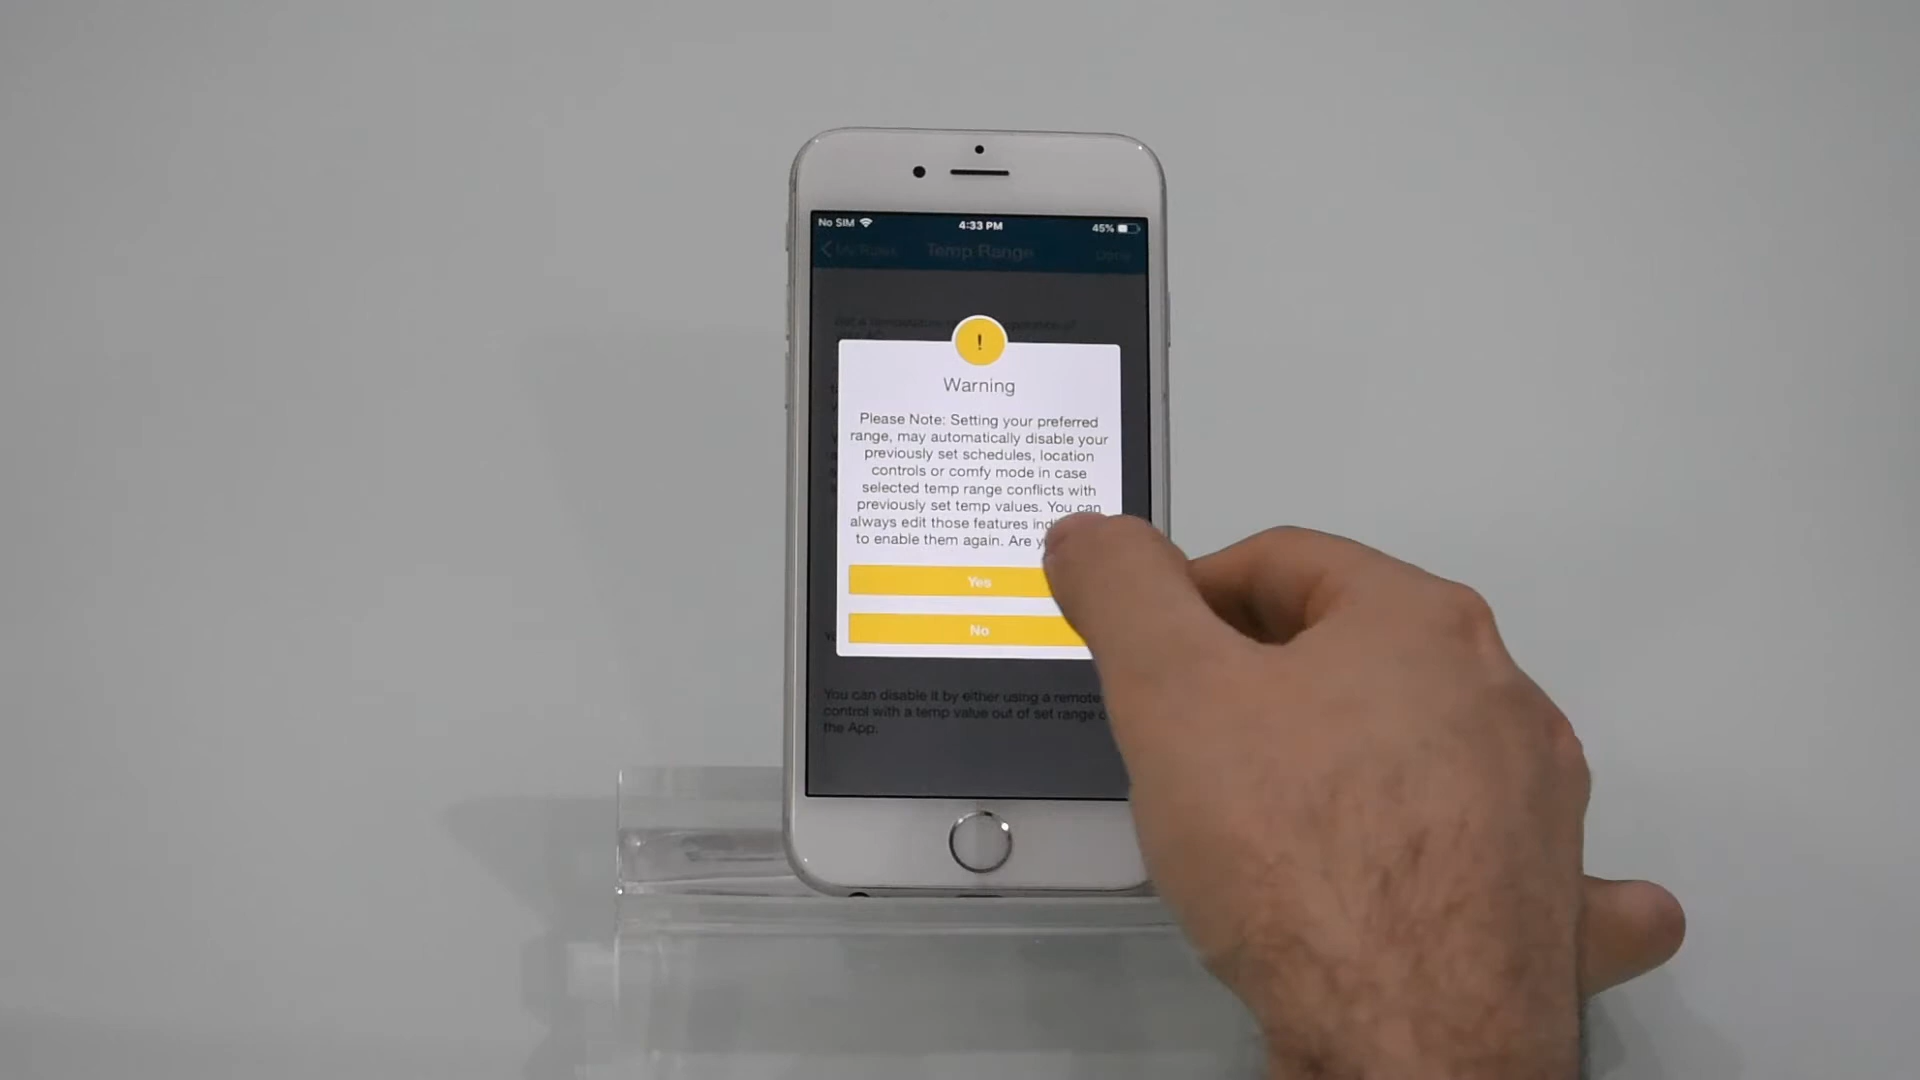 No SIM 4:33 PM 45%
My Rules Temp Range Done
!
Warning
Please Note: Setting your preferred
range, may automatically disable your
previously set schedules, location
controls or comfy mode in case
selected temp range conflicts with
previously set temp values. You can
always edit those features
to enable them again. Are
Yes
No
You can disable it by either using a remote
control with a temp value out of set range
the App.